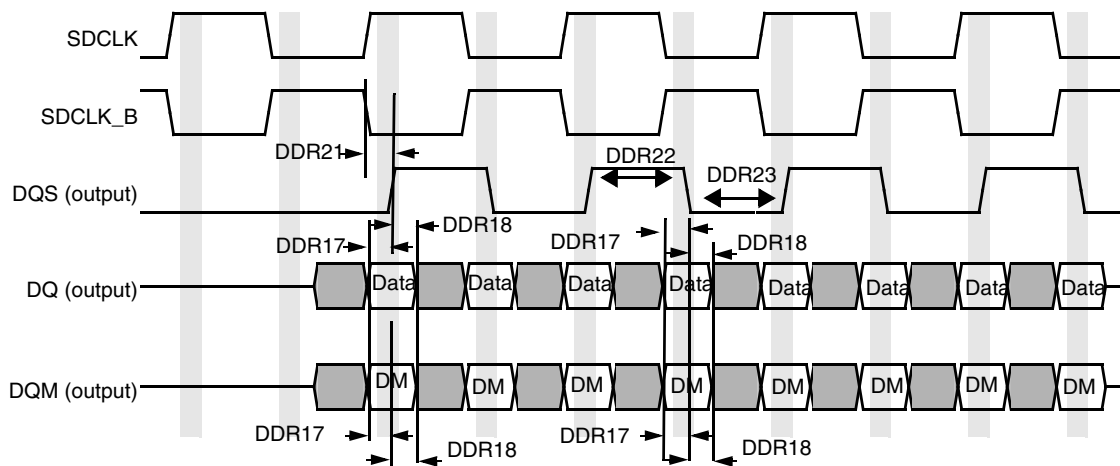 SDCLK
SDCLK_B
DDR21
DDR22
DDR23
DQS (output)
DDR17
DDR18
DDR17
DDR18
DQ (output)
Data
Data
Data
Data
Data
Data
Data
Data
DQM (output)
DM
DM
DM
DM
DM
DM
DM
DM
DDR17
DDR18
DDR17
DDR18